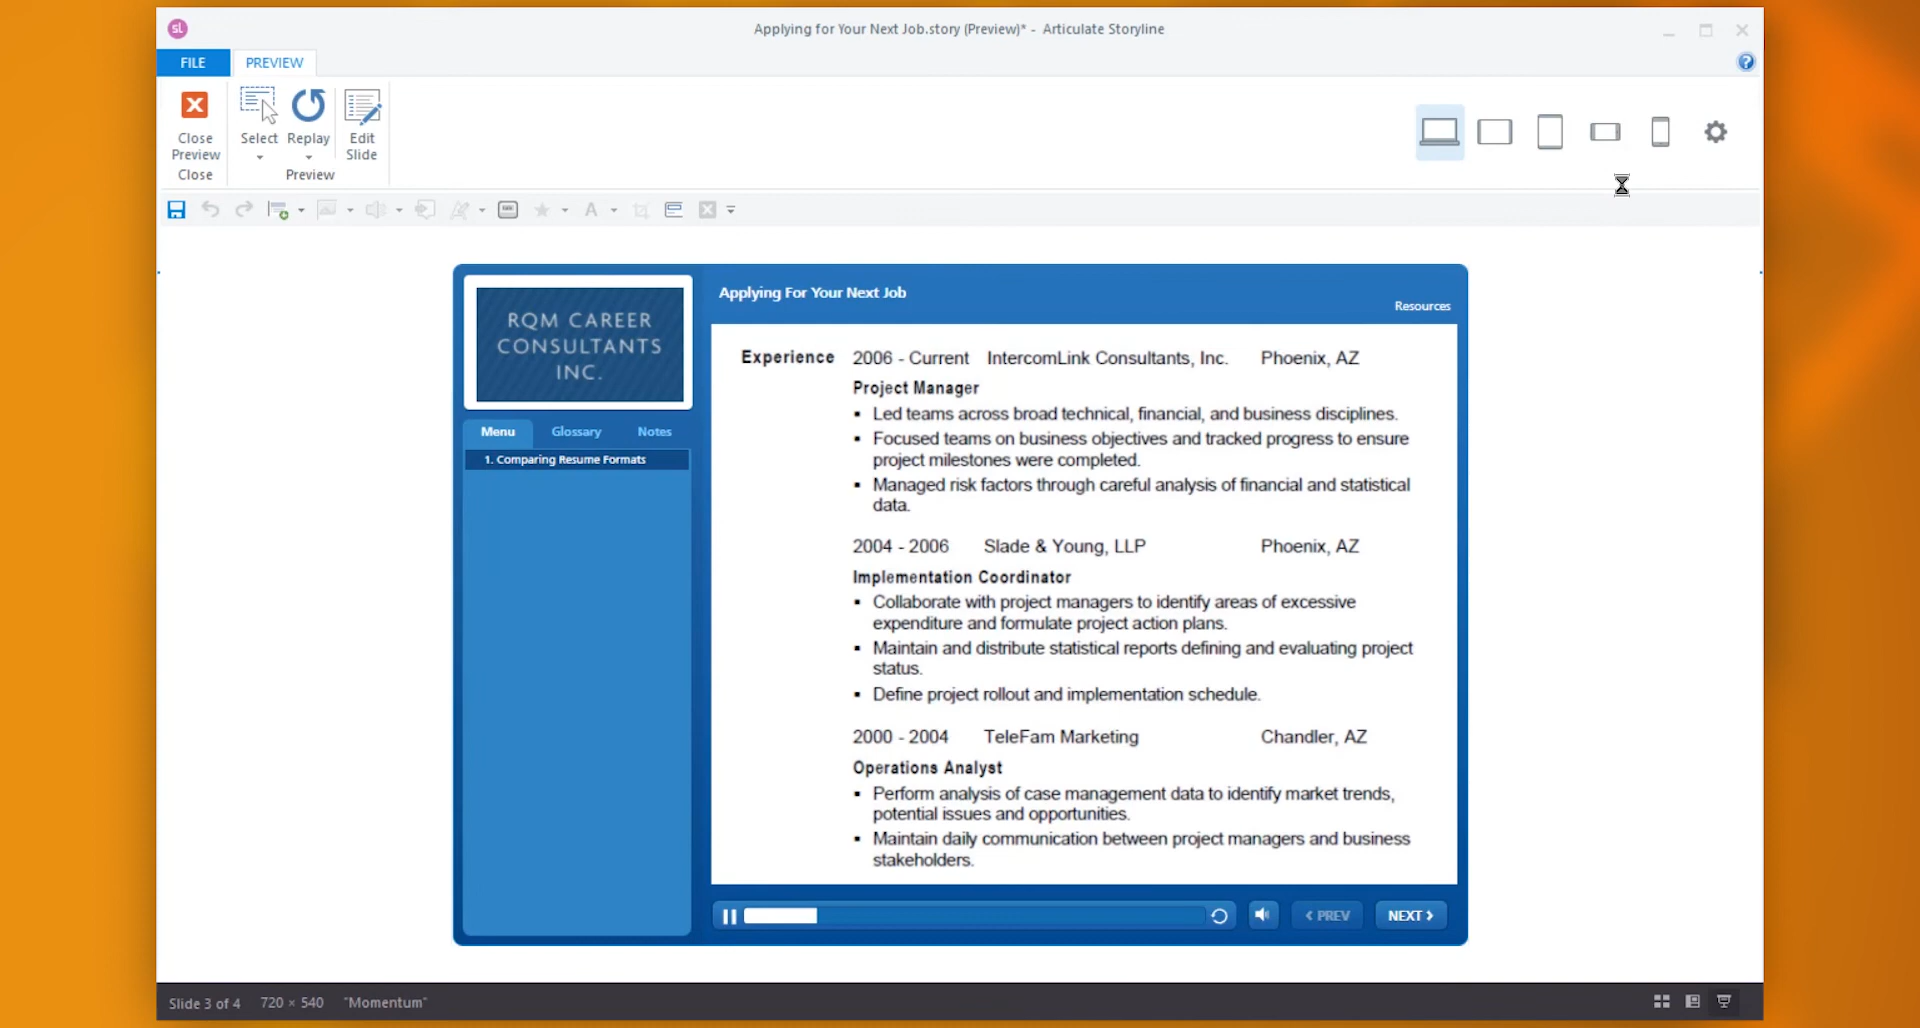 sl
Applying for Your Next Job.story (Preview)* - Articulate Storyline
FILE
PREVIEW
?
Close
Preview
Close
Select
Replay
Edit
Slide
Preview
A
Applying For Your Next Job
Resources
RQM CAREER
CONSULTANTS
INC.
Menu
Glossary
Notes
1. Comparing Resume Formats
Experience 2006 - Current IntercomLink Consultants, Inc. Phoenix, AZ
Project Manager
▪ Led teams across broad technical, financial, and business disciplines.
▪ Focused teams on business objectives and tracked progress to ensure
project milestones were completed.
▪ Managed risk factors through careful analysis of financial and statistical
data.
2004 - 2006 Slade & Young, LLP Phoenix, AZ
Implementation Coordinator
▪ Collaborate with project managers to identify areas of excessive
expenditure and formulate project action plans.
▪ Maintain and distribute statistical reports defining and evaluating project
status.
▪ Define project rollout and implementation schedule.
2000 - 2004 TeleFam Marketing Chandler, AZ
Operations Analyst
▪ Perform analysis of case management data to identify market trends,
potential issues and opportunities.
▪ Maintain daily communication between project managers and business
stakeholders.
< PREV
NEXT >
Slide 3 of 4 720 × 540 "Momentum"